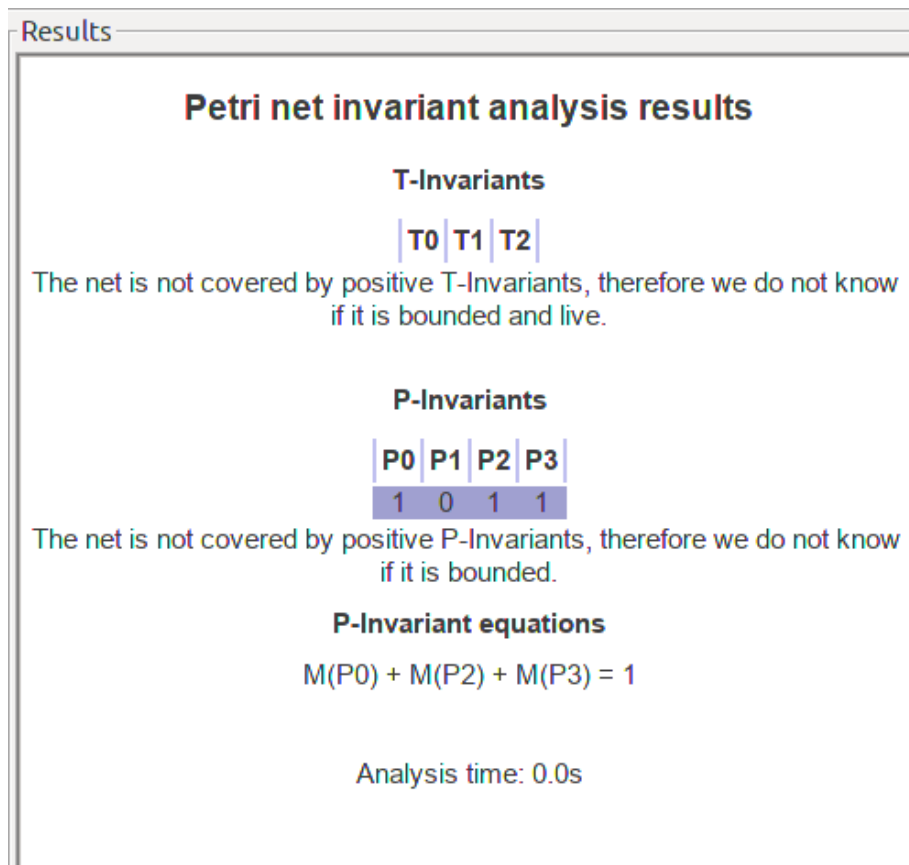 Results
Petri net invariant analysis results
T-Invariants
T0 T1 T2
The net is not covered by positive T-Invariants, therefore we do not know
if it is bounded and live.
P-Invariants
P0 P1 P2 P3
1 0 1 1
The net is not covered by positive P-Invariants, therefore we do not know
if it is bounded.
P-Invariant equations
M(P0) + M(P2) + M(P3) = 1
Analysis time: 0.0s